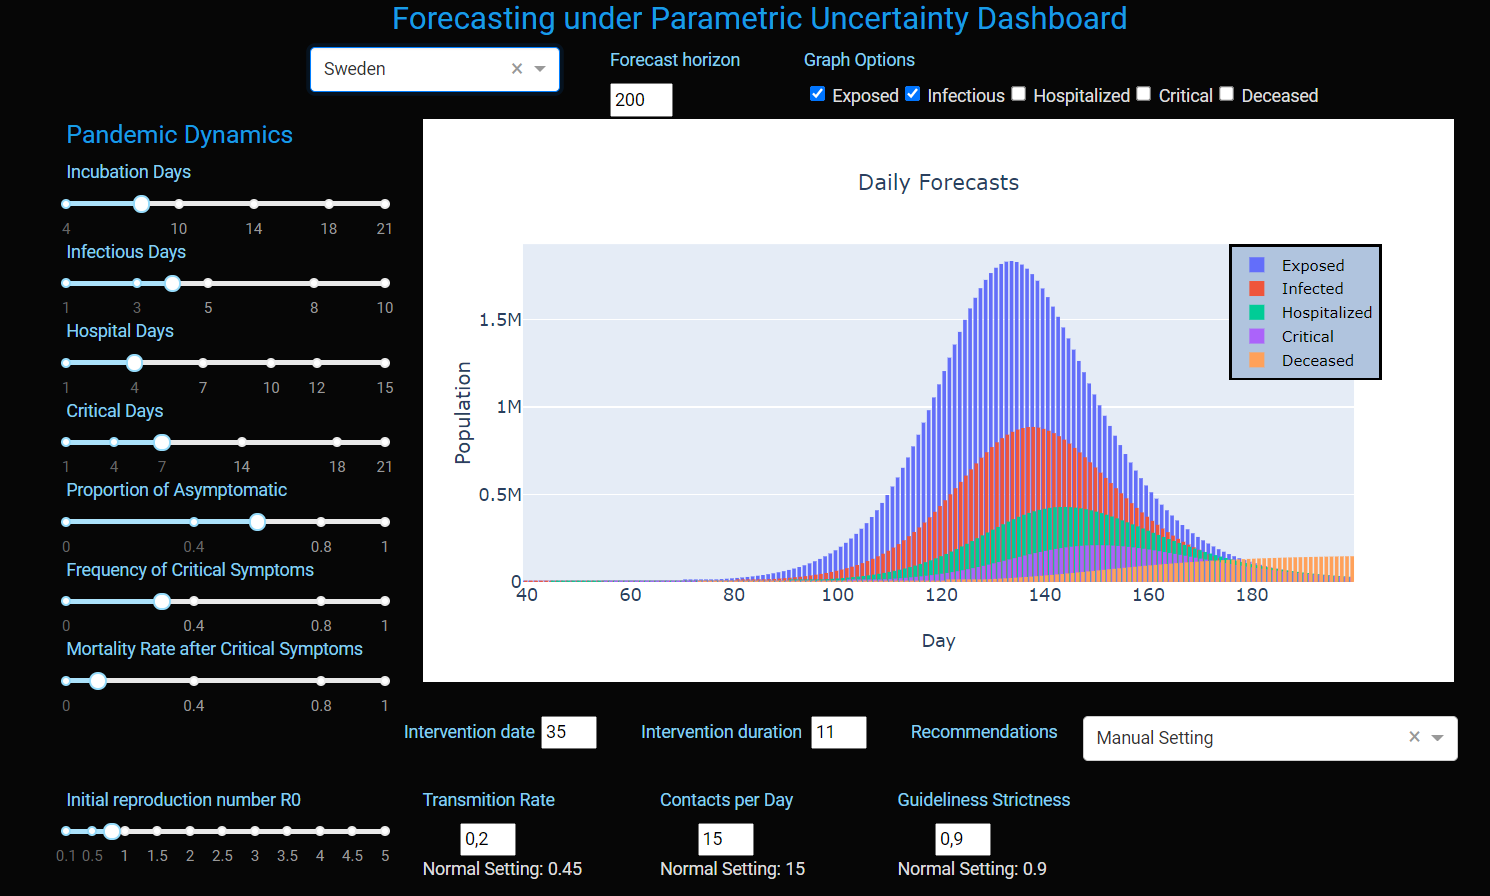 Forecasting under Parametric Uncertainty Dashboard
Sweden
Forecast horizon
200
Graph Options
Exposed Infectious Hospitalized Critical Deceased
Pandemic Dynamics
Incubation Days
4 10 14 18 21
Infectious Days
1 3 5 8 10
Hospital Days
1 4 7 10 12 15
Critical Days
1 4 7 14 18 21
Proportion of Asymptomatic
0 0.4 0.8 1
Frequency of Critical Symptoms
0 0.4 0.8 1
Mortality Rate after Critical Symptoms
0 0.4 0.8 1
Daily Forecasts
Population
1.5M
1M
0.5M
0
40 60 80 100 120 140 160 180
Day
Exposed
Infected
Hospitalized
Critical
Deceased
Intervention date 35
Intervention duration 11
Recommendations Manual Setting
Initial reproduction number R0
0.1 0.5 1 1.5 2 2.5 3 3.5 4 4.5 5
Transmition Rate
0,2
Normal Setting: 0.45
Contacts per Day
15
Normal Setting: 15
Guideliness Strictness
0,9
Normal Setting: 0.9